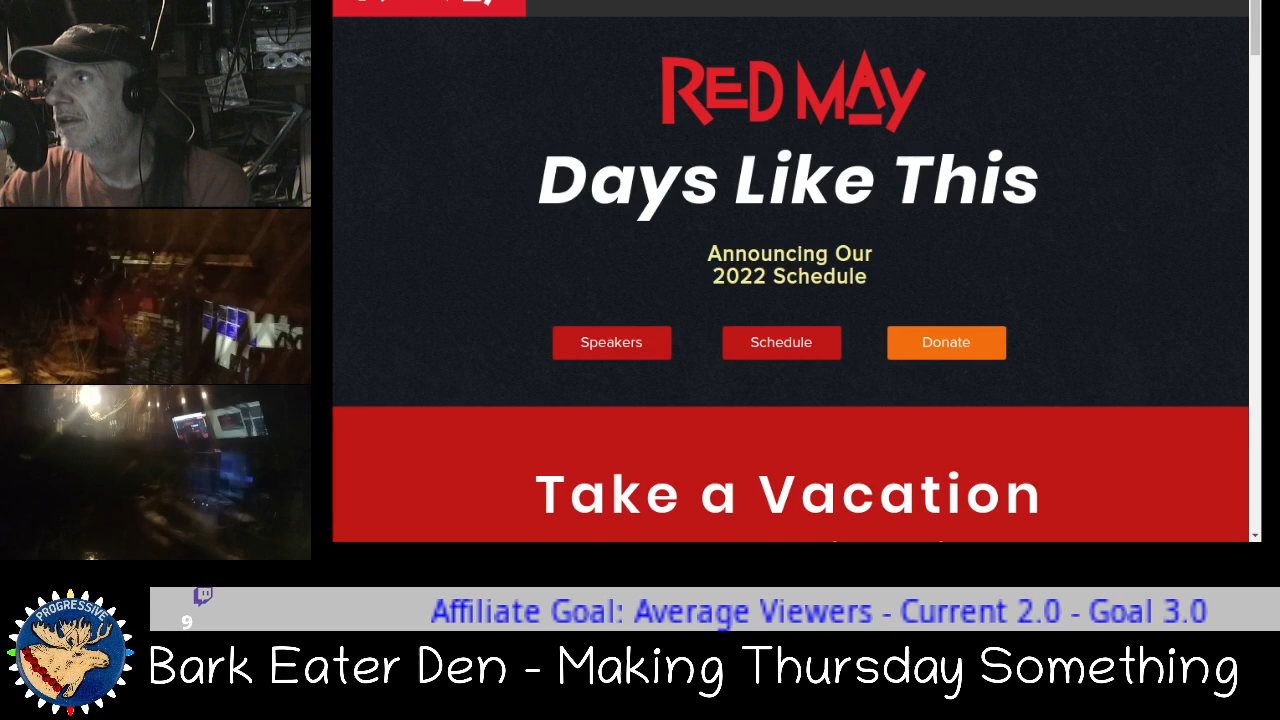 RED MAY
Days Like This
Announcing Our
2022 Schedule
Speakers
Schedule
Donate
Take a Vacation
9
Affiliate Goal: Average Viewers - Current 2.0 - Goal 3.0
PROGRESSIVE
Bark Eater Den - Making Thursday Something